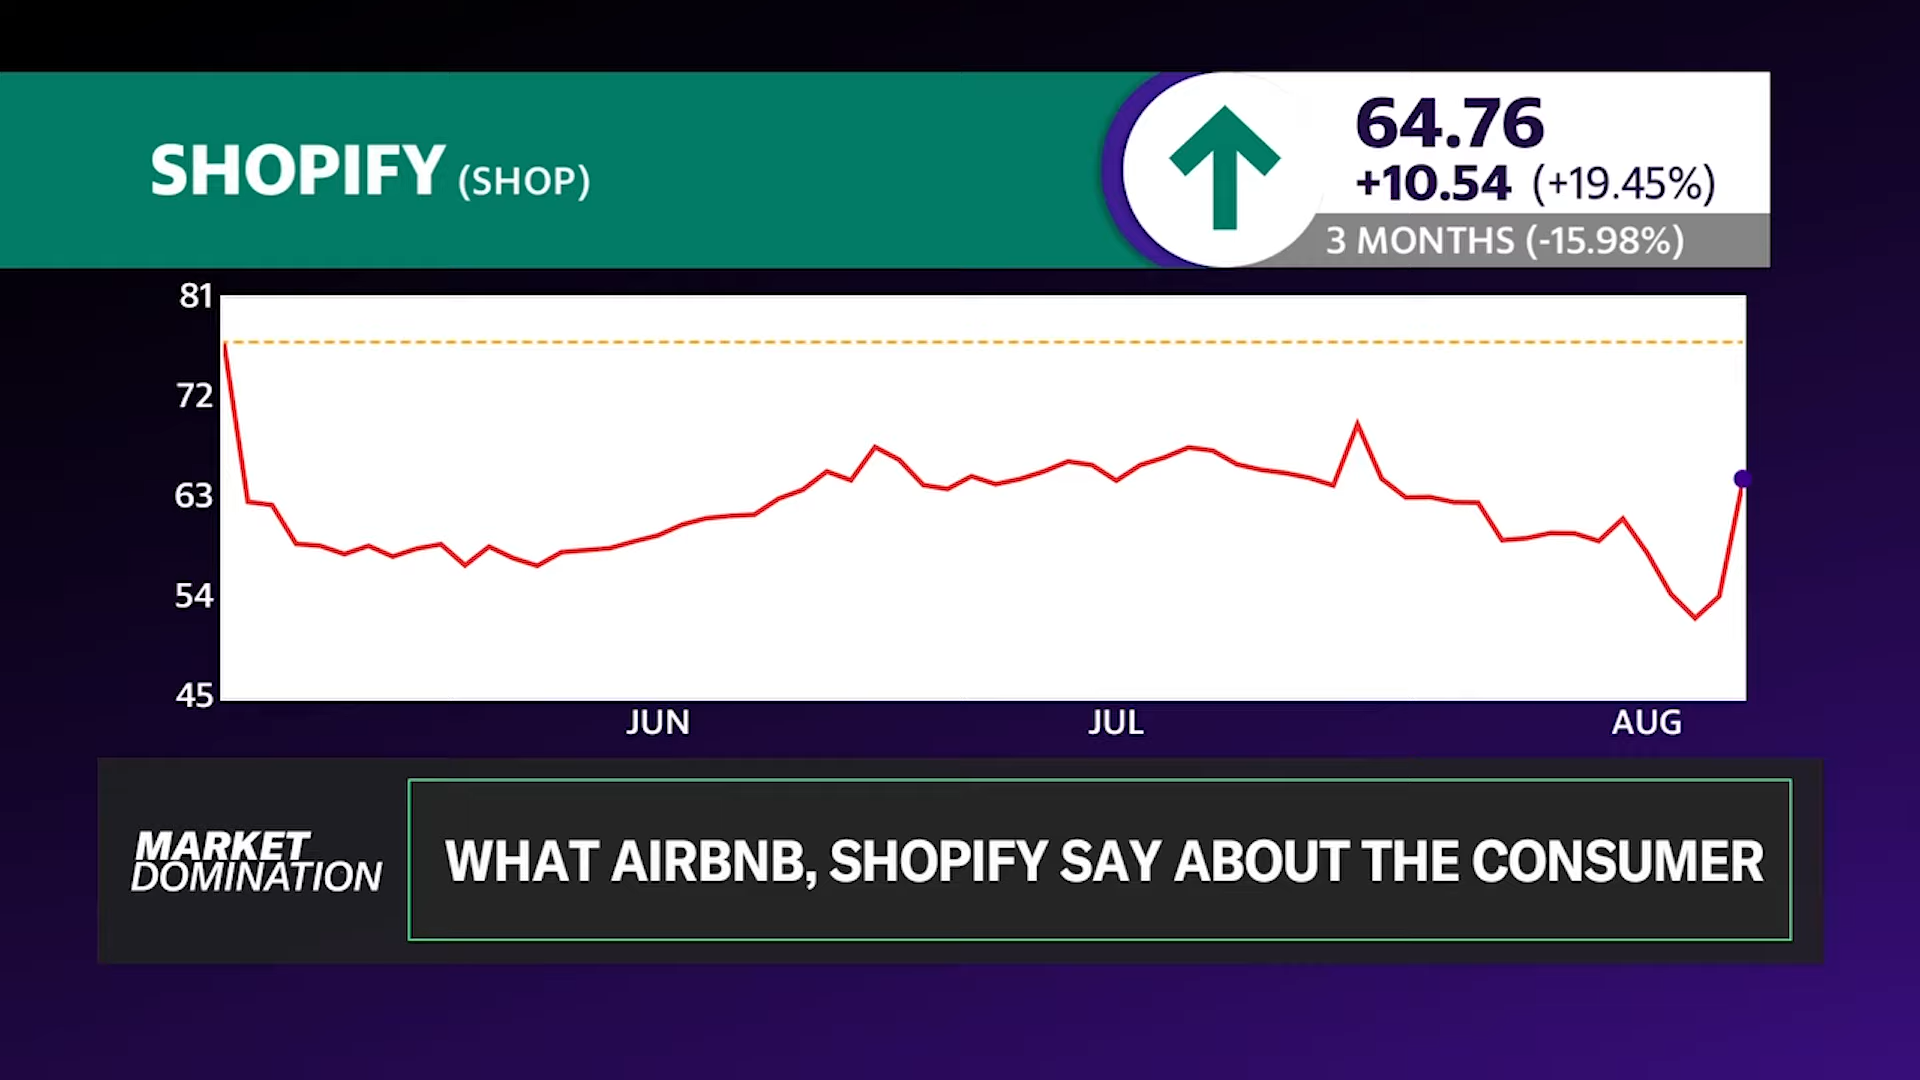 SHOPIFY (SHOP)
64.76
+10.54 (+19.45%)
3 MONTHS (-15.98%)
81
72
63
54
45
JUN JUL AUG
MARKET
DOMINATION
WHAT AIRBNB, SHOPIFY SAY ABOUT THE CONSUMER